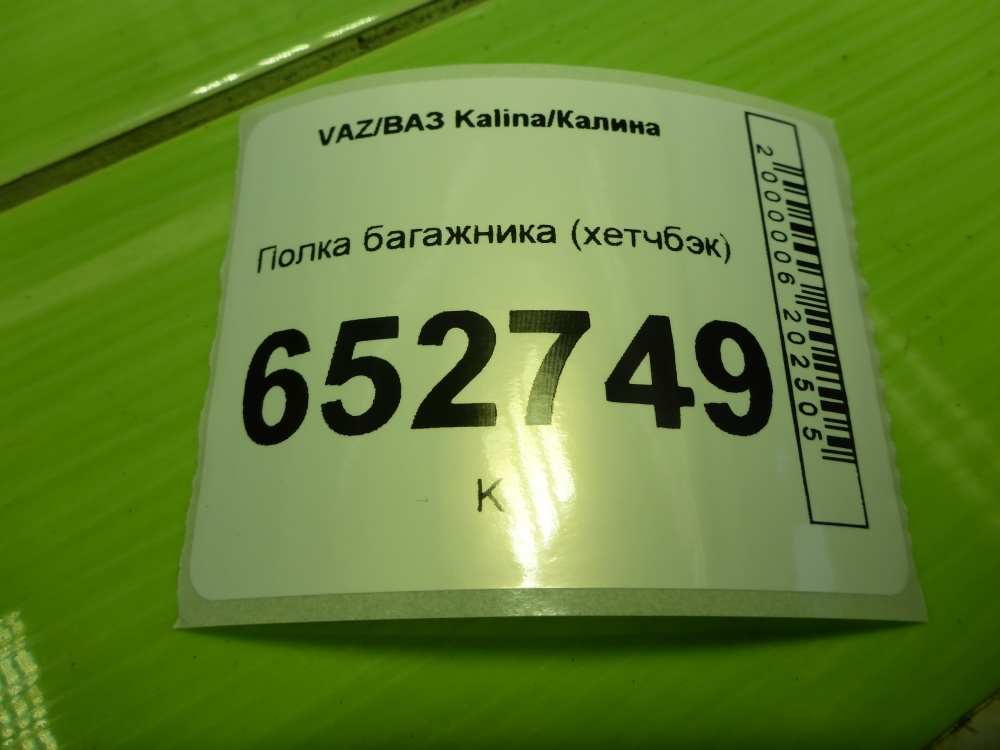 VAZ/ВАЗ Kalina/Калина
Полка багажника (хетчбэк)
652749
К
2000006202505